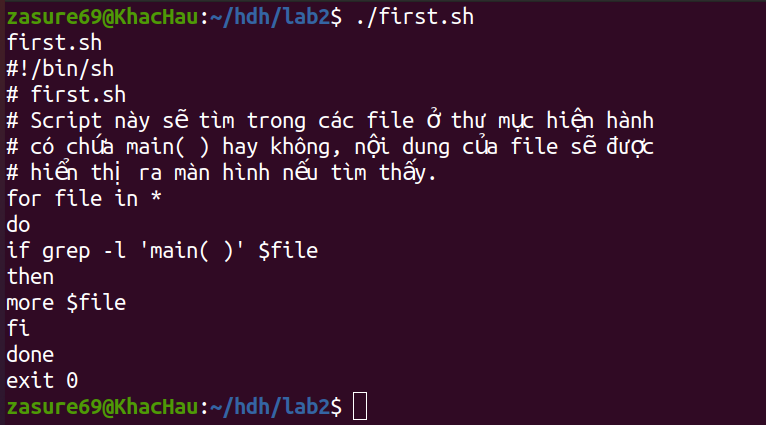 zasure69@KhacHau:~/hdh/lab2$ ./first.sh
first.sh
#!/bin/sh
# first.sh
# Script này sẽ tìm trong các file ở thư mục hiện hành
# có chứa main( ) hay không, nội dung của file sẽ được
# hiển thị ra màn hình nếu tìm thấy.
for file in *
do
if grep -l 'main( )' $file
then
more $file
fi
done
exit 0
zasure69@KhacHau:~/hdh/lab2$